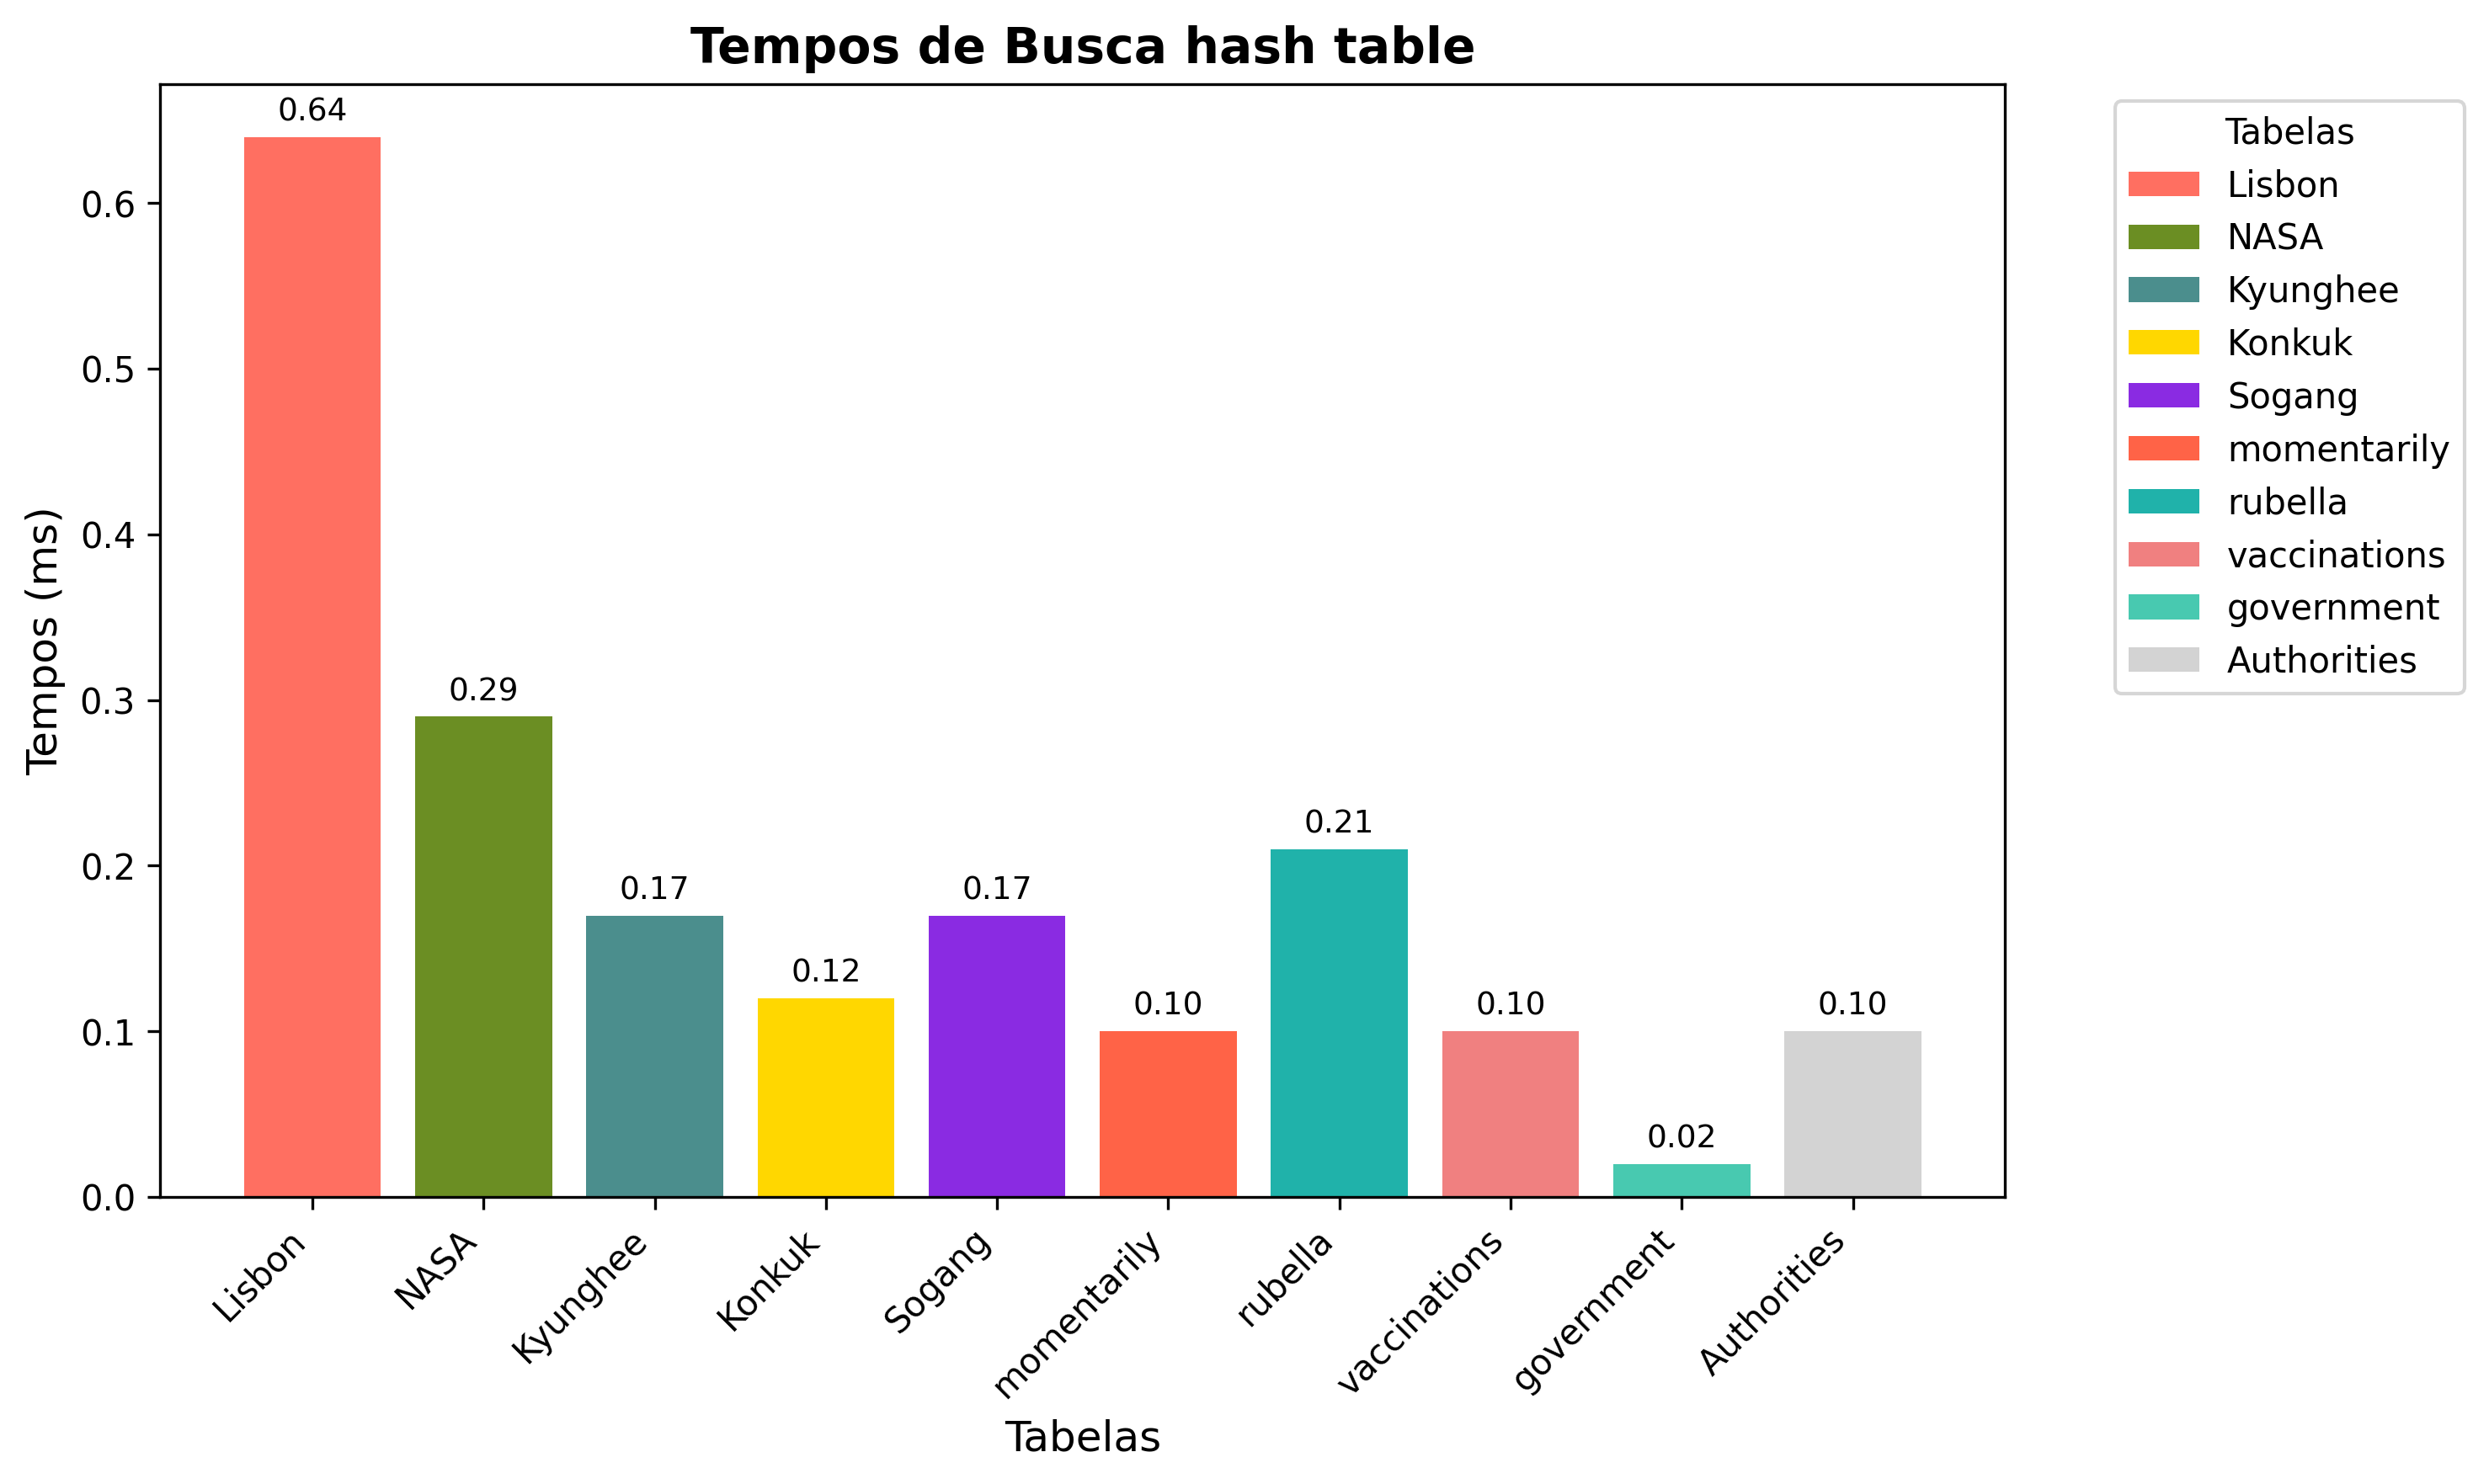 Tempos de Busca hash table
0.64
0.29
0.17
0.12
0.17
0.10
0.21
0.10
0.02
0.10
Tempos (ms)
0.6
0.5
0.4
0.3
0.2
0.1
0.0
Lisbon
NASA
Kyunghee
Konkuk
Sogang
momentarily
rubella
vaccinations
government
Authorities
Tabelas
Tabelas
Lisbon
NASA
Kyunghee
Konkuk
Sogang
momentarily
rubella
vaccinations
government
Authorities